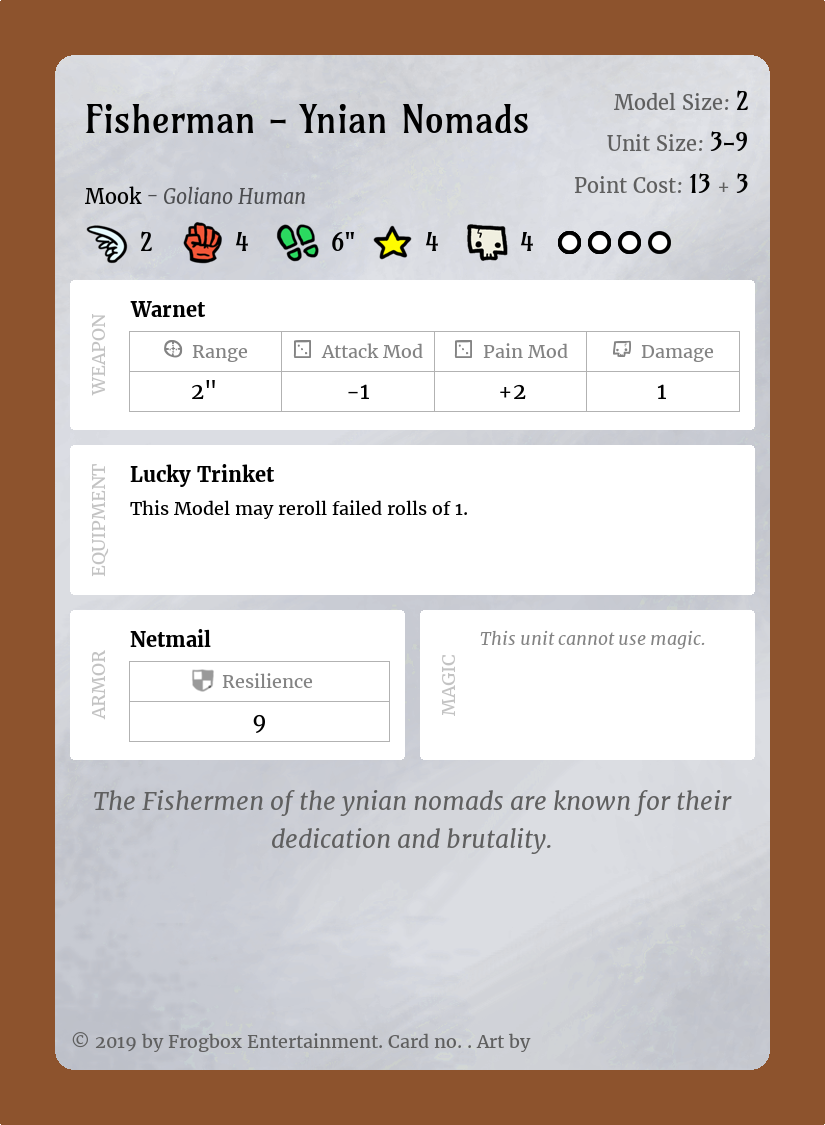 Fisherman – Ynian Nomads
Model Size: 2
Unit Size: 3–9
Point Cost: 13 + 3
Mook – Goliano Human
2 4 6" 4 4
WEAPON
Warnet
Range Attack Mod Pain Mod Damage
2" -1 +2 1
EQUIPMENT
Lucky Trinket
This Model may reroll failed rolls of 1.
ARMOR
Netmail
Resilience
9
MAGIC
This unit cannot use magic.
The Fishermen of the ynian nomads are known for their
dedication and brutality.
© 2019 by Frogbox Entertainment. Card no. . Art by